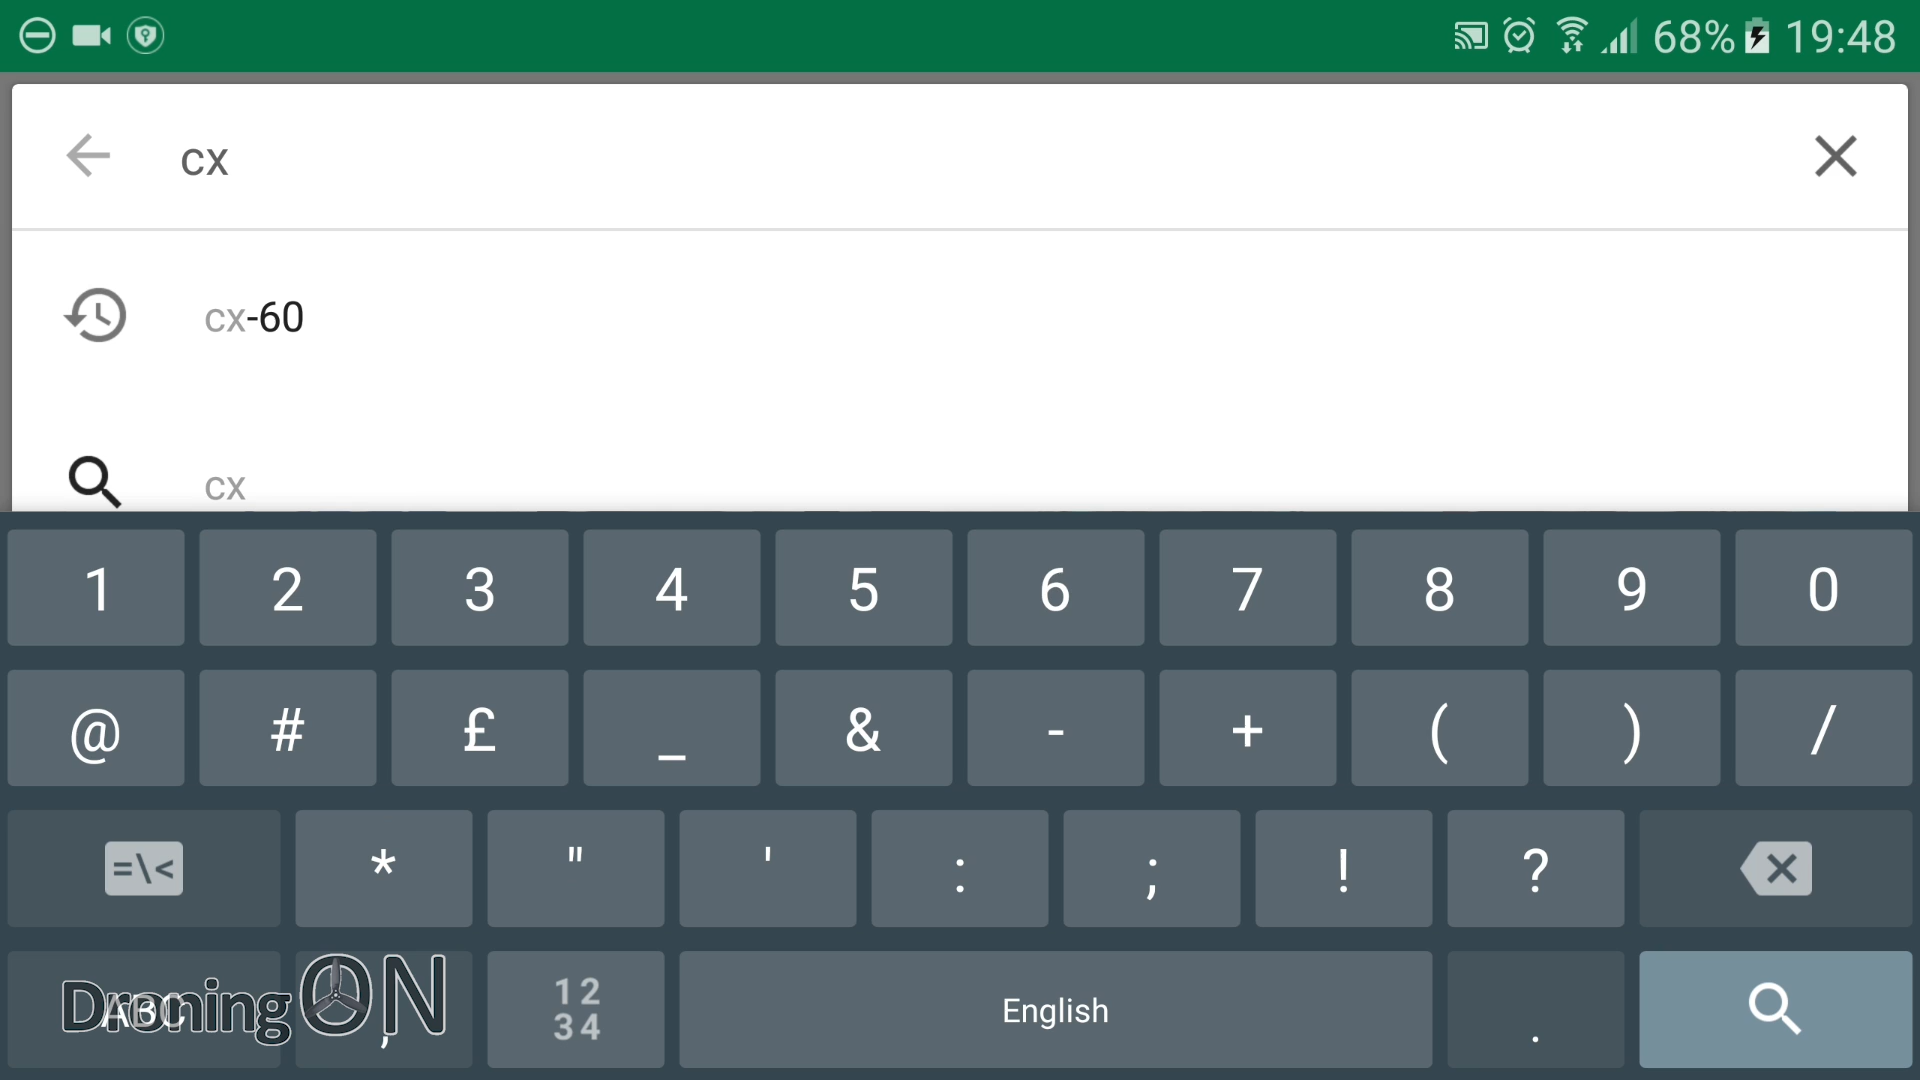 68% 19:48
cx
cx-60
cx
1 2 3 4 5 6 7 8 9 0
@ # £ _ & - + ( ) /
=\< * " ' : ; ! ?
ABC , 12 34 English .
DroningON